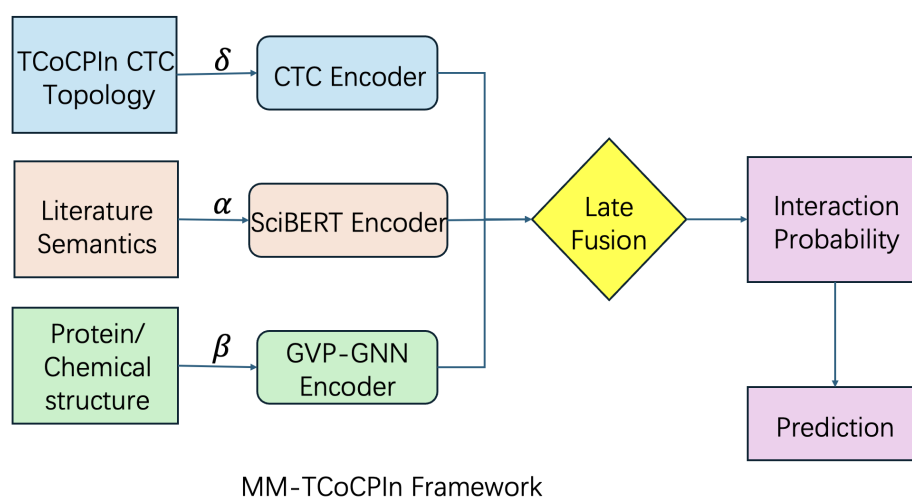 TCoCPIn CTC
Topology
δ
CTC Encoder
Literature
Semantics
α
SciBERT Encoder
Protein/
Chemical
structure
β
GVP-GNN
Encoder
Late
Fusion
Interaction
Probability
Prediction
MM-TCoCPIn Framework